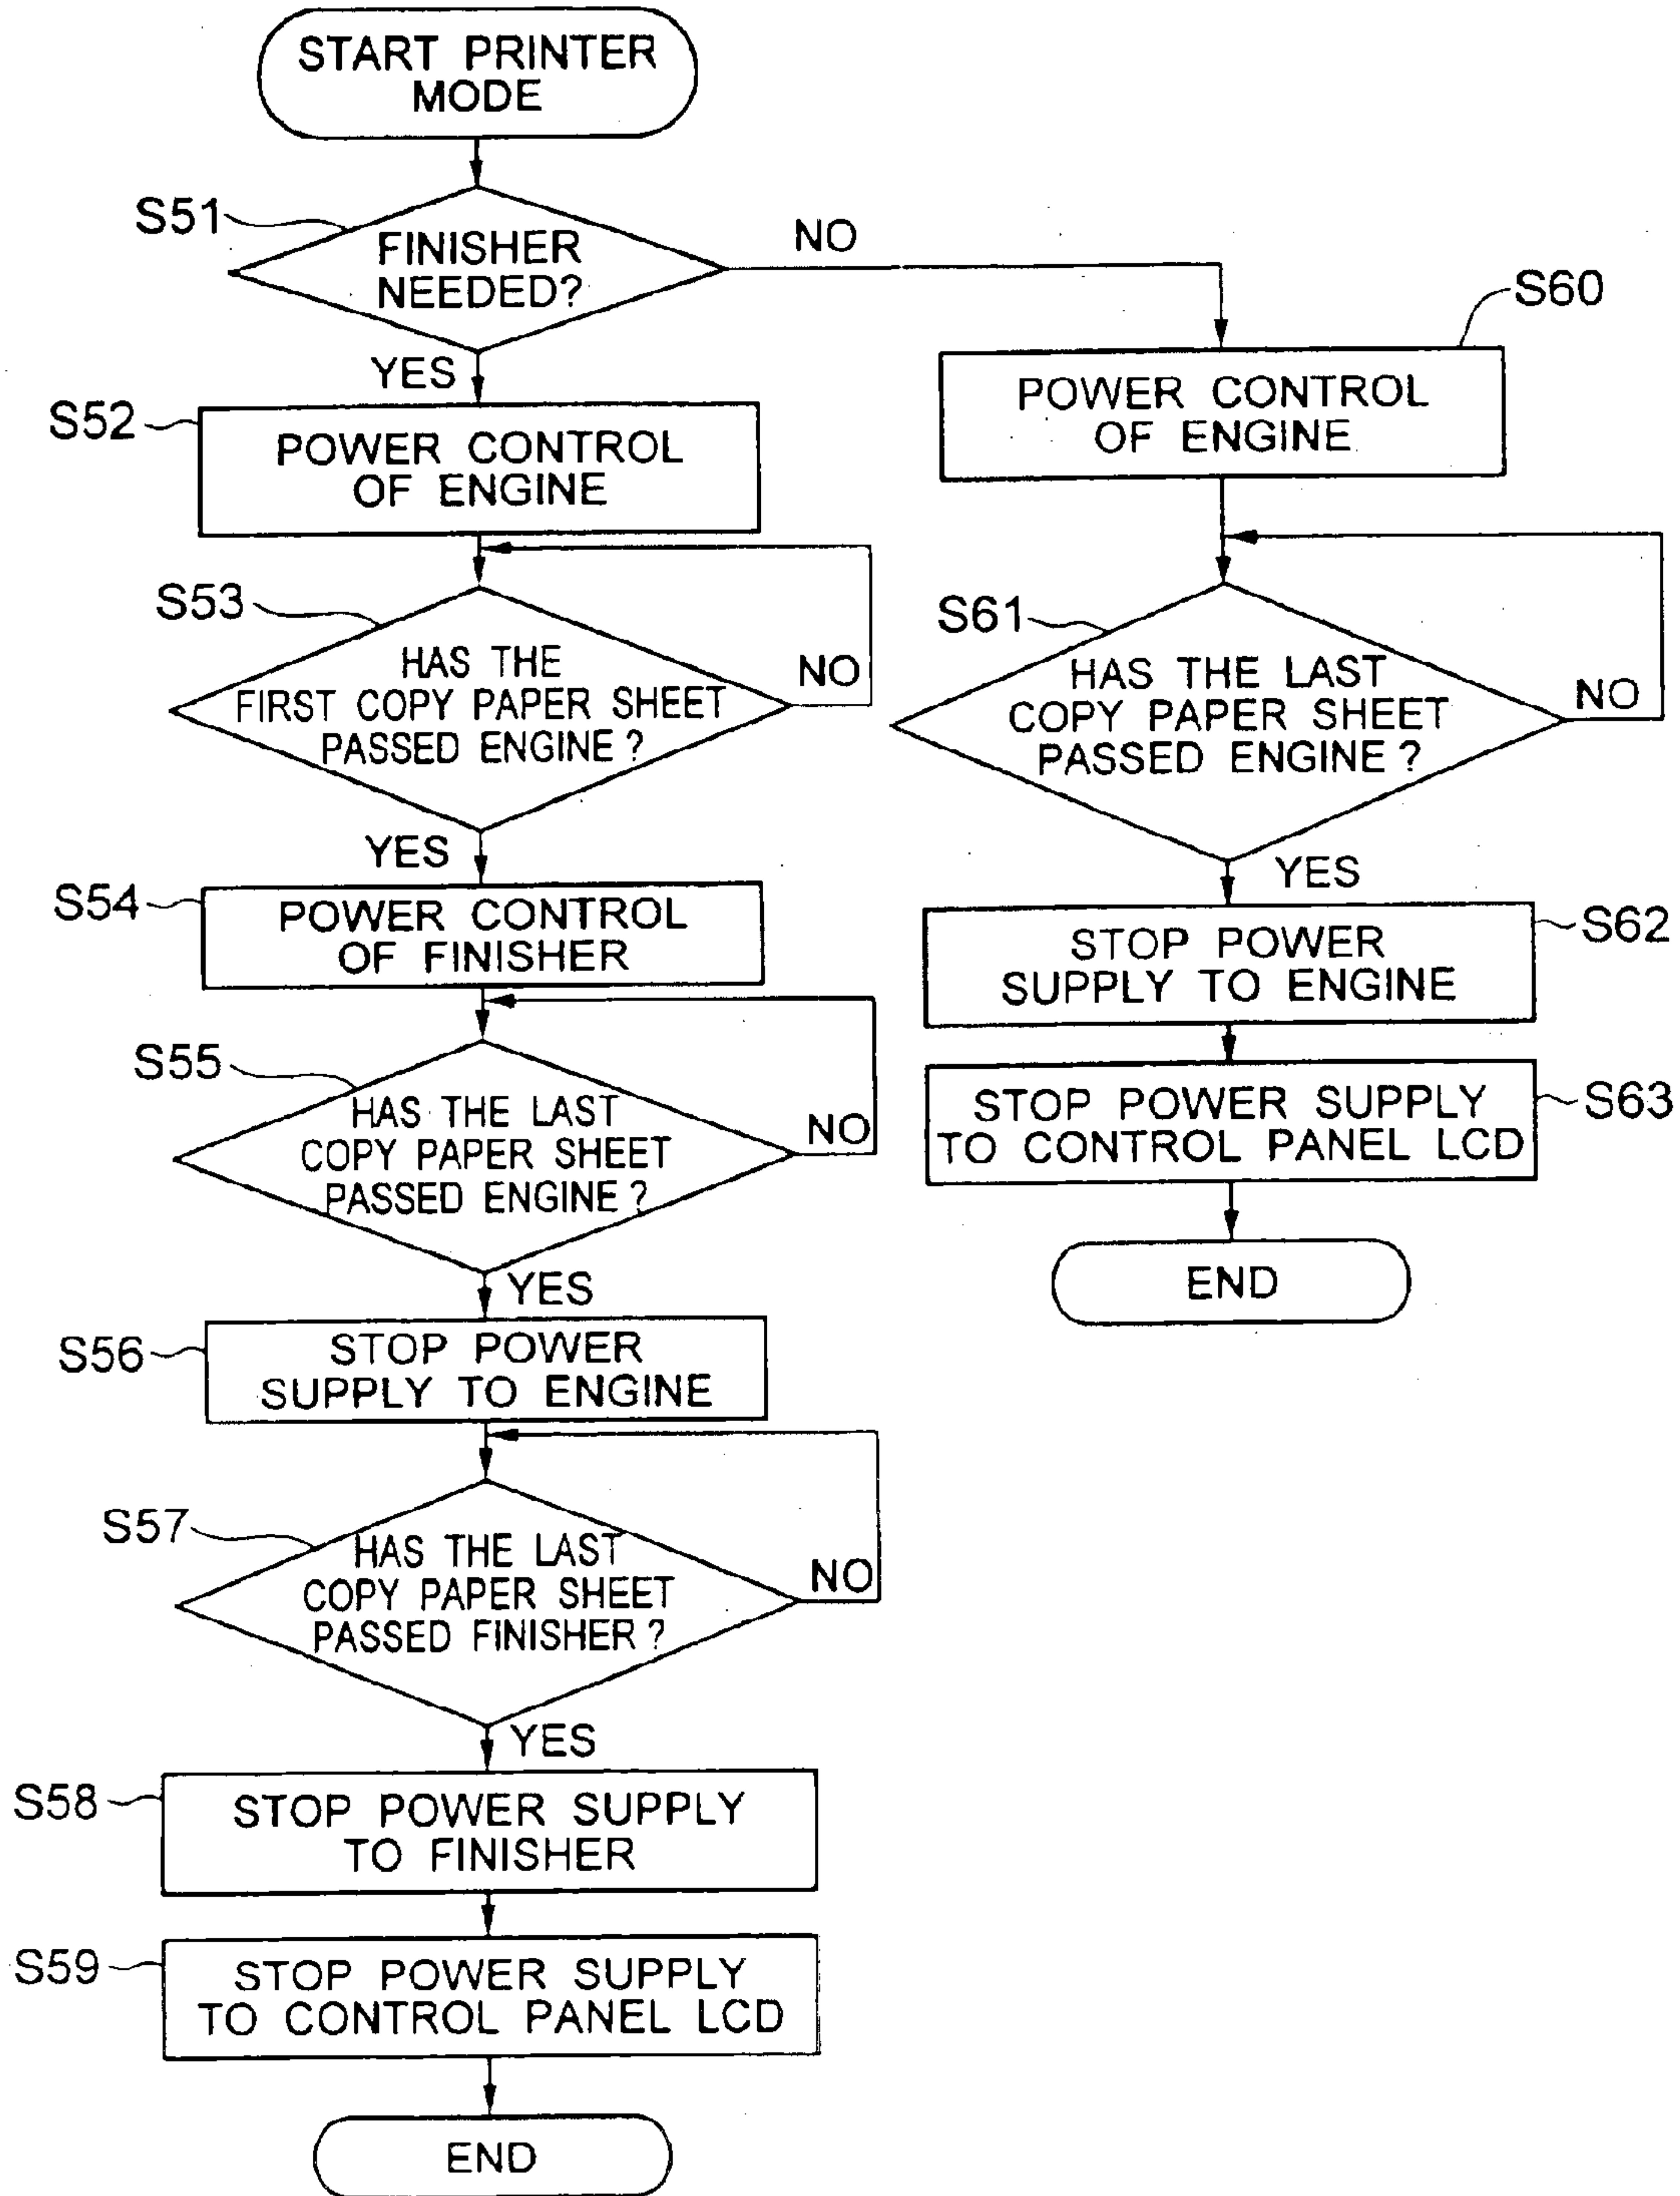 START PRINTER
MODE
S51
FINISHER
NEEDED?
NO
YES
S52
POWER CONTROL
OF ENGINE
S53
HAS THE
FIRST COPY PAPER SHEET
PASSED ENGINE?
NO
YES
S54
POWER CONTROL
OF FINISHER
S55
HAS THE LAST
COPY PAPER SHEET
PASSED ENGINE?
NO
YES
S56
STOP POWER
SUPPLY TO ENGINE
S57
HAS THE LAST
COPY PAPER SHEET
PASSED FINISHER?
NO
YES
S58
STOP POWER SUPPLY
TO FINISHER
S59
STOP POWER SUPPLY
TO CONTROL PANEL LCD
END
S60
POWER CONTROL
OF ENGINE
S61
HAS THE LAST
COPY PAPER SHEET
PASSED ENGINE?
NO
YES
S62
STOP POWER
SUPPLY TO ENGINE
S63
STOP POWER SUPPLY
TO CONTROL PANEL LCD
END